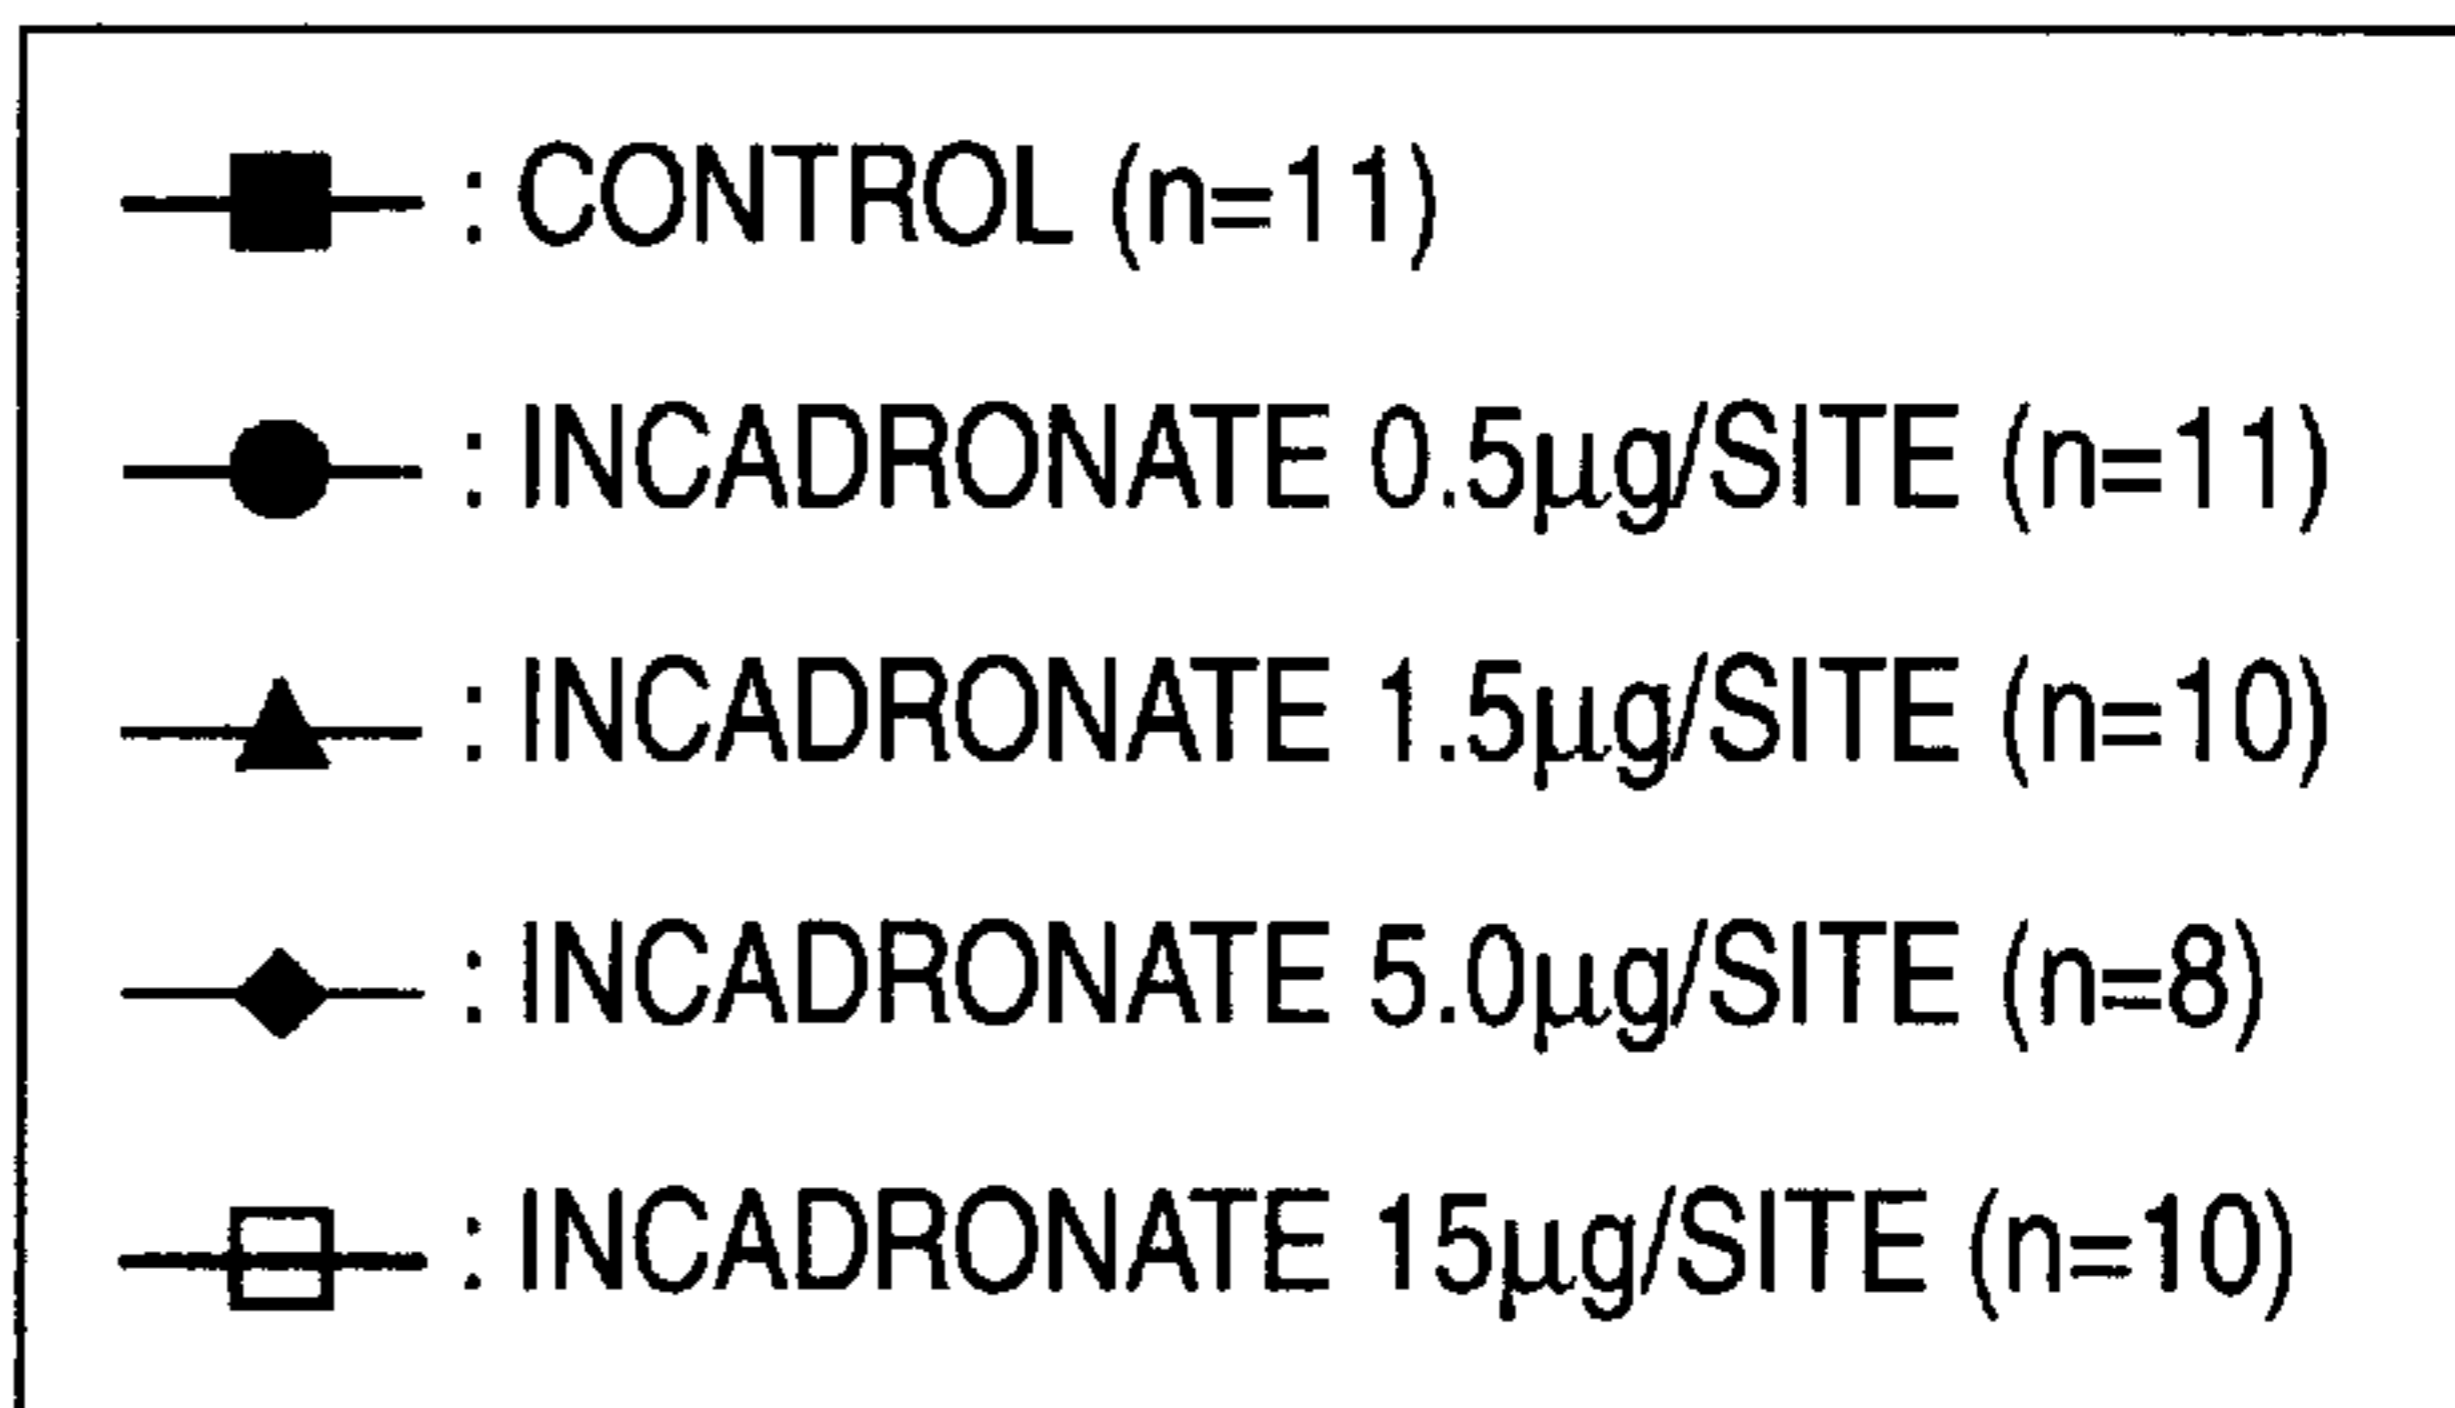 : CONTROL (n=11)
: INCADRONATE 0.5µg/SITE (n=11)
: INCADRONATE 1.5µg/SITE (n=10)
: INCADRONATE 5.0µg/SITE (n=8)
: INCADRONATE 15µg/SITE (n=10)